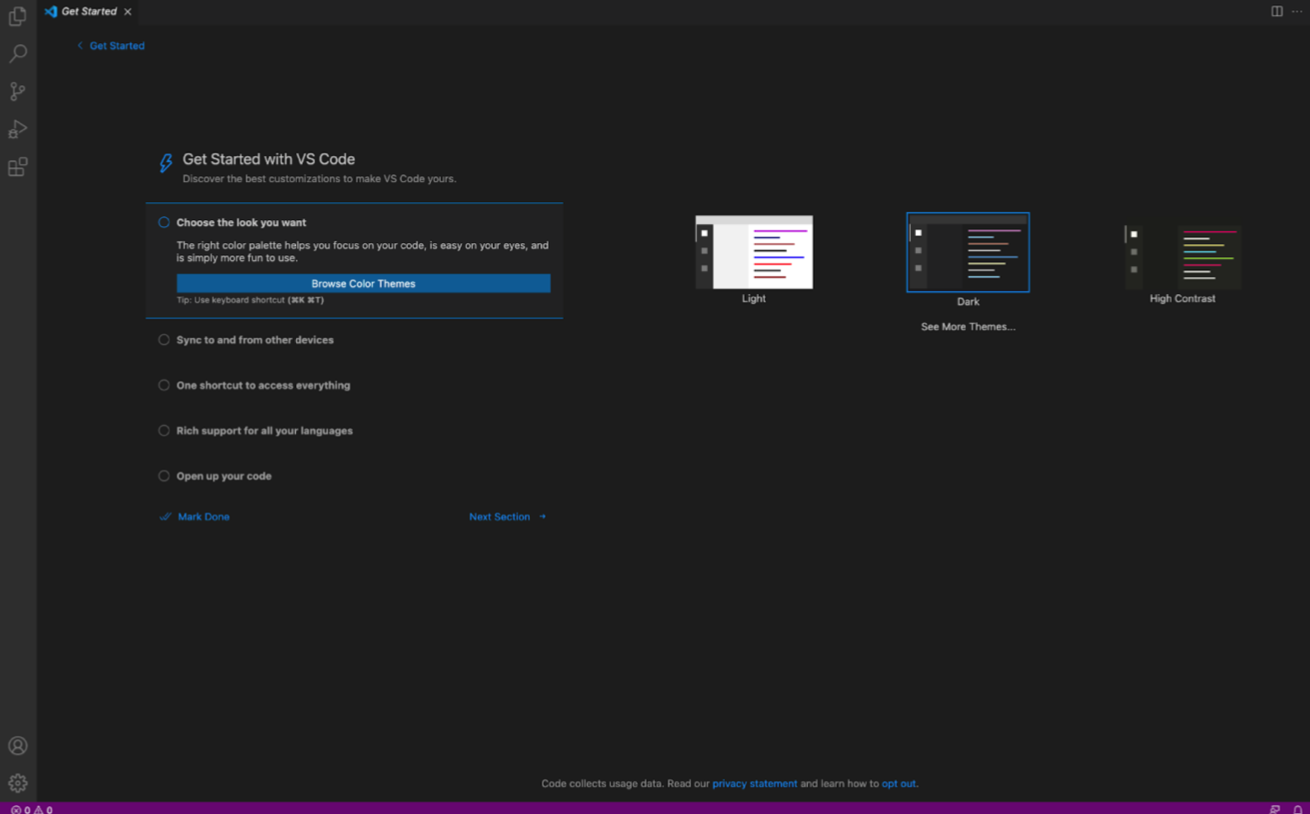 Get Started
Get Started
Get Started with VS Code
Discover the best customizations to make VS Code yours.
Choose the look you want
The right color palette helps you focus on your code, is easy on your eyes, and
is simply more fun to use.
Browse Color Themes
Tip: Use keyboard shortcut (⌘K ⌘T)
Sync to and from other devices
One shortcut to access everything
Rich support for all your languages
Open up your code
Mark Done
Next Section →
Light
Dark
High Contrast
See More Themes...
Code collects usage data. Read our privacy statement and learn how to opt out.
0 0